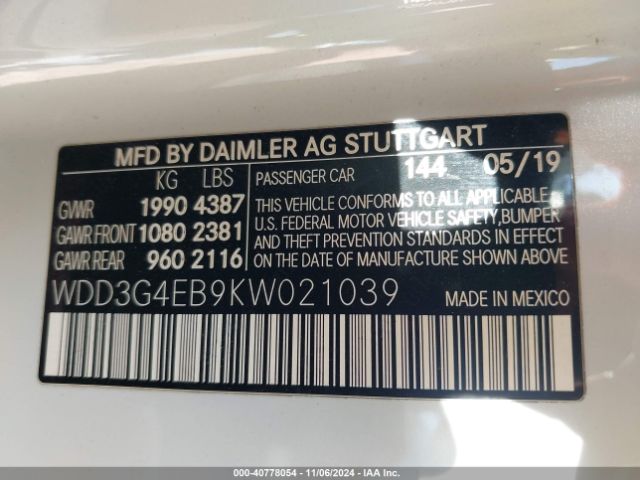 MFD BY DAIMLER AG STUTTGART
KG LBS
GVWR 1990 4387
GAWR FRONT 1080 2381
GAWR REAR 960 2116
PASSENGER CAR 144 05/19
THIS VEHICLE CONFORMS TO ALL APPLICABLE
U.S. FEDERAL MOTOR VEHICLE SAFETY, BUMPER
AND THEFT PREVENTION STANDARDS IN EFFECT
ON THE DATE OF MANUFACTURE SHOWN ABOVE
WDD3G4EB9KW021039 MADE IN MEXICO
000-40778054 - 11/06/2024 - IAA Inc.